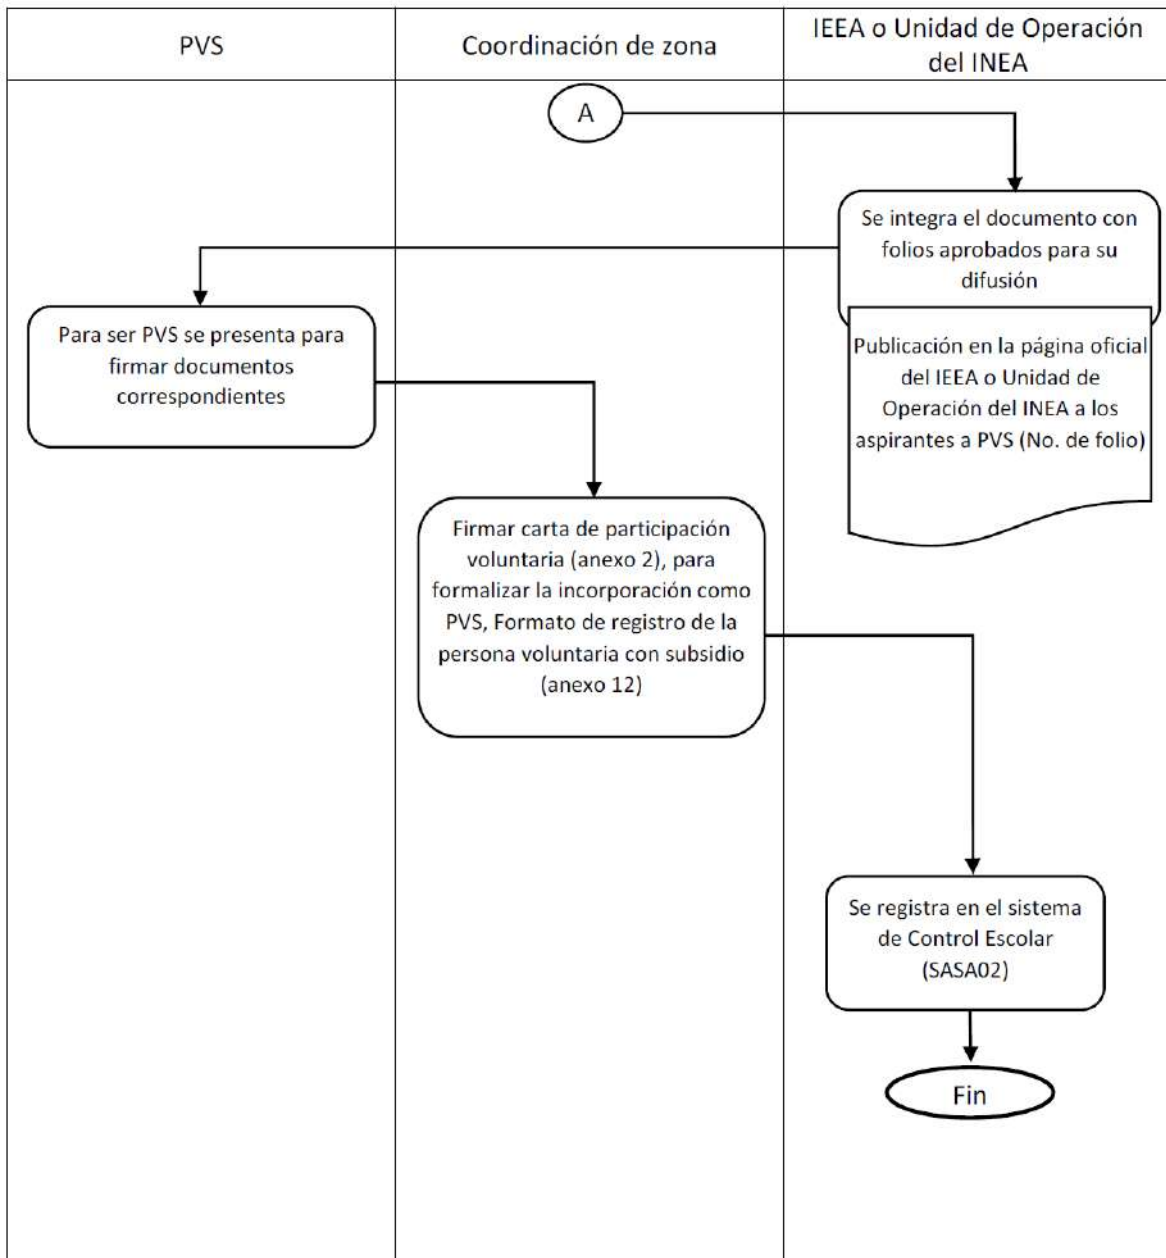 PVS
Coordinación de zona
IEEA o Unidad de Operación
del INEA
A
Se integra el documento con
folios aprobados para su
difusión
Publicación en la página oficial
del IEEA o Unidad de
Operación del INEA a los
aspirantes a PVS (No. de folio)
Para ser PVS se presenta para
firmar documentos
correspondientes
Firmar carta de participación
voluntaria (anexo 2), para
formalizar la incorporación como
PVS, Formato de registro de la
persona voluntaria con subsidio
(anexo 12)
Se registra en el sistema
de Control Escolar
(SASA02)
Fin